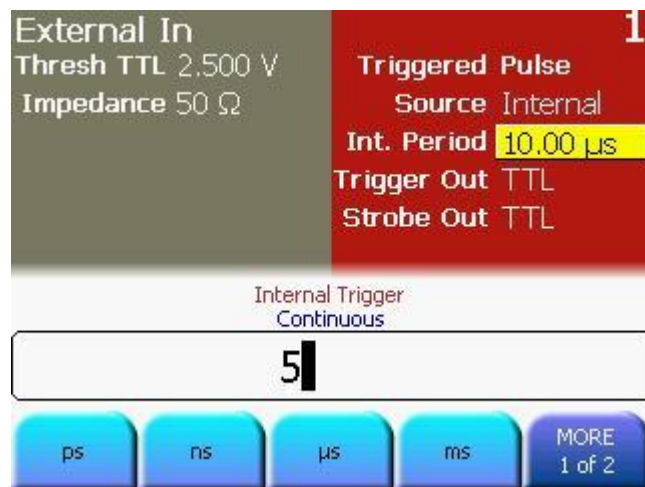 External In
Thresh TTL 2,500 V
Impedance 50 Ω
1
Triggered Pulse
Source Internal
Int. Period 10.00 µs
Trigger Out TTL
Strobe Out TTL
Internal Trigger
Continuous
5
ps
ns
µs
ms
MORE
1 of 2